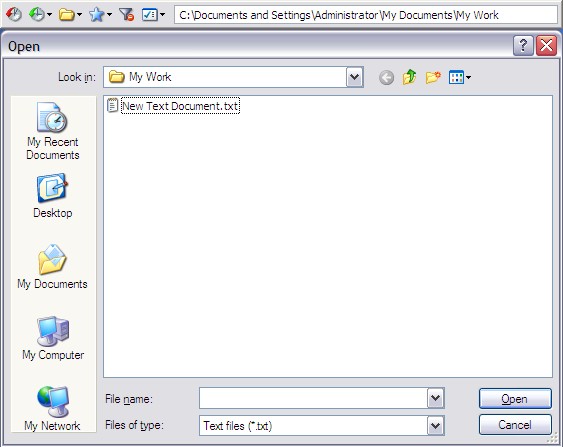 C:\Documents and Settings\Administrator\My Documents\My Work
Open
Look in:
My Work
New Text Document.txt
My Recent
Documents
Desktop
My Documents
My Computer
My Network
File name:
Open
Files of type:
Text files (*.txt)
Cancel